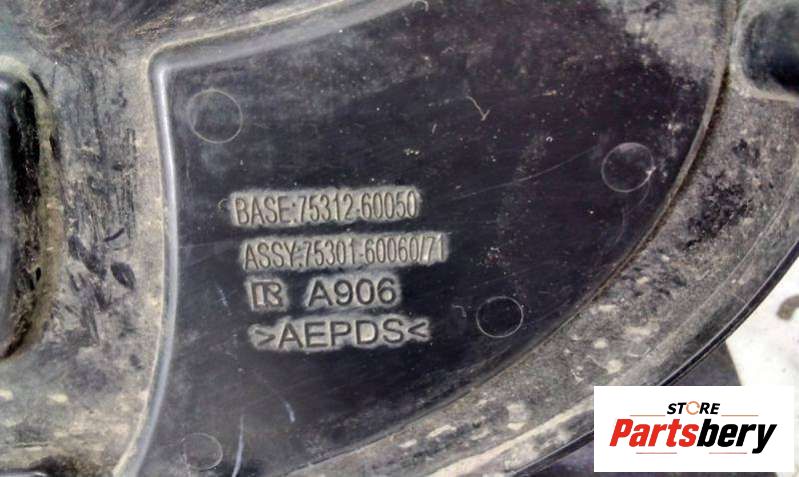 BASE:75312-60050
ASSY:75301-60060/71
R A906
>AEPDS<
STORE
Partsbery